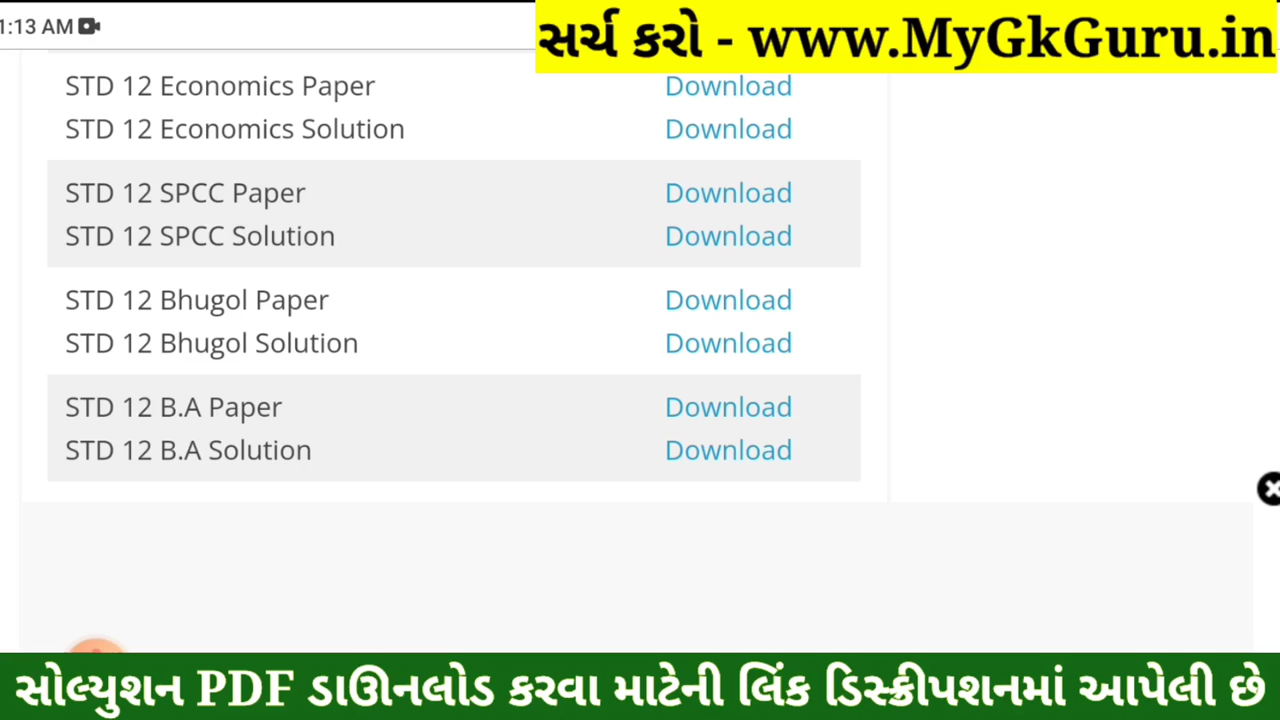 1:13 AM
સર્ચ કરો - www.MyGkGuru.in
STD 12 Economics Paper Download
STD 12 Economics Solution Download
STD 12 SPCC Paper Download
STD 12 SPCC Solution Download
STD 12 Bhugol Paper Download
STD 12 Bhugol Solution Download
STD 12 B.A Paper Download
STD 12 B.A Solution Download
સોલ્યુશન PDF ડાઊનલોડ કરવા માટેની લિંક ડિસ્ક્રીપશનમાં આપેલી છે